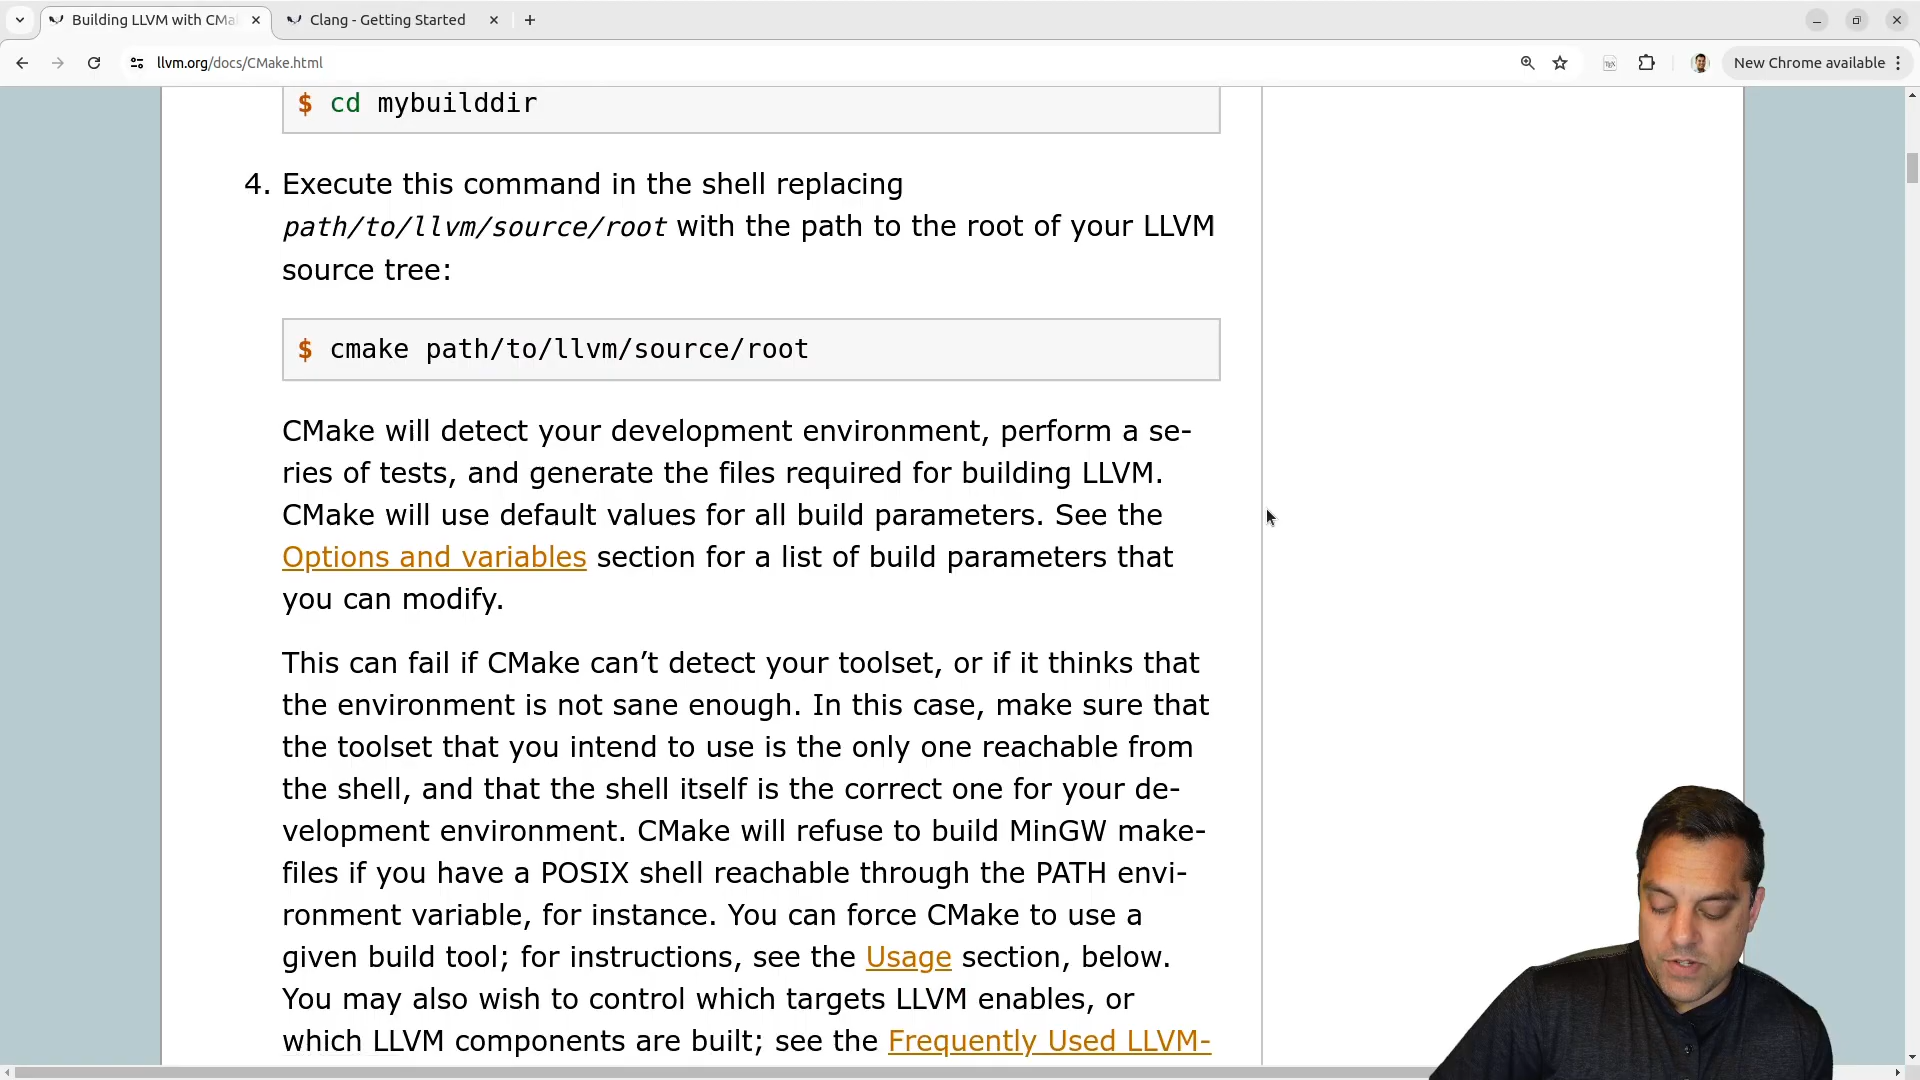 Building LLVM with CMa
Clang - Getting Started
llvm.org/docs/CMake.html
New Chrome available
$ cd mybuilddir
4. Execute this command in the shell replacing
path/to/llvm/source/root with the path to the root of your LLVM
source tree:
$ cmake path/to/llvm/source/root
CMake will detect your development environment, perform a se-
ries of tests, and generate the files required for building LLVM.
CMake will use default values for all build parameters. See the
Options and variables section for a list of build parameters that
you can modify.
This can fail if CMake can’t detect your toolset, or if it thinks that
the environment is not sane enough. In this case, make sure that
the toolset that you intend to use is the only one reachable from
the shell, and that the shell itself is the correct one for your de-
velopment environment. CMake will refuse to build MinGW make-
files if you have a POSIX shell reachable through the PATH envi-
ronment variable, for instance. You can force CMake to use a
given build tool; for instructions, see the Usage section, below.
You may also wish to control which targets LLVM enables, or
which LLVM components are built; see the Frequently Used LLVM-